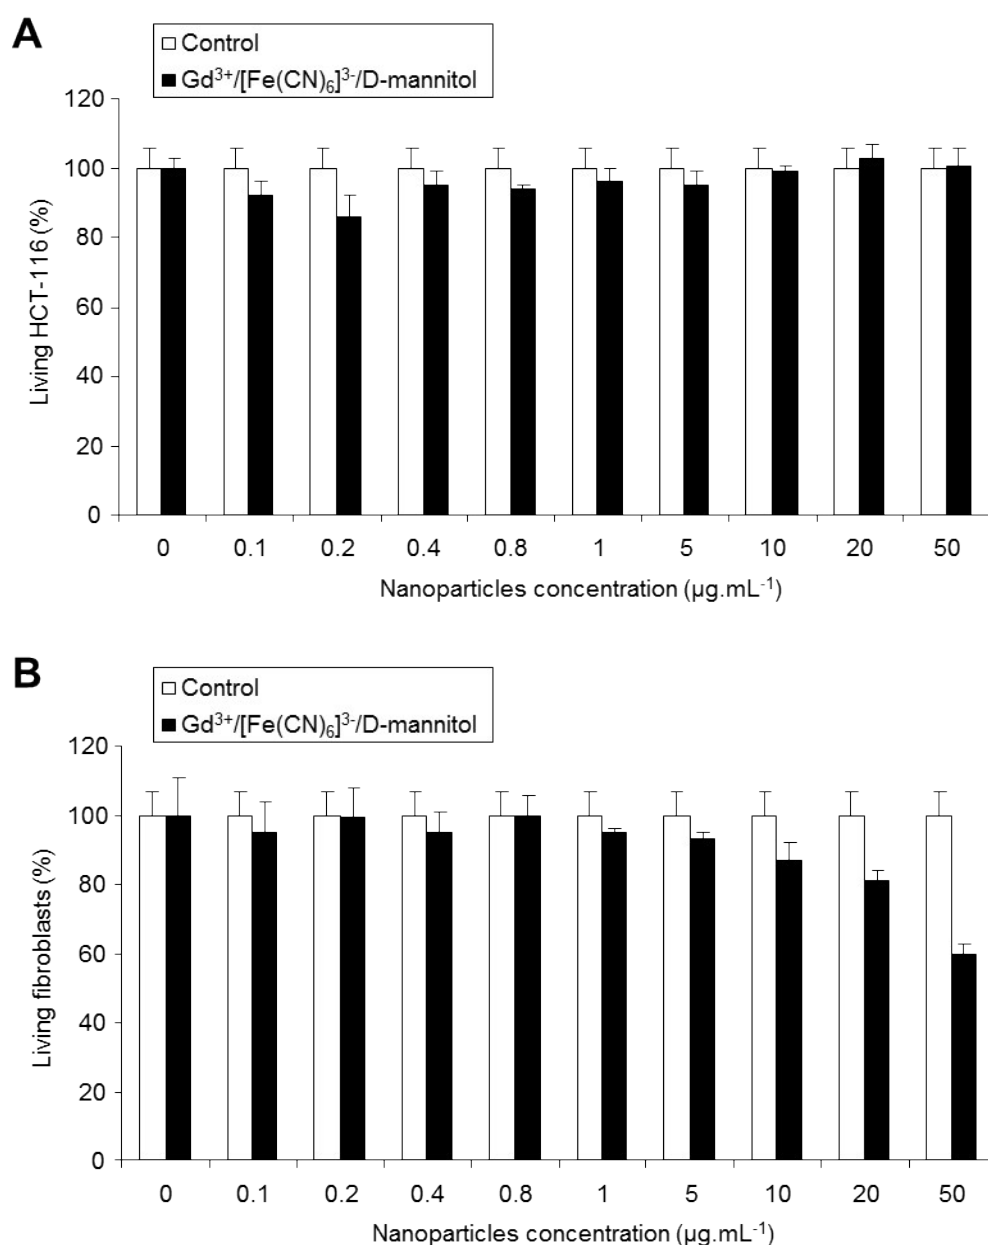 A
Control
Gd³⁺/[Fe(CN)₆]³⁻/D-mannitol
120
100
80
60
40
20
0
Living HCT-116 (%)
0 0.1 0.2 0.4 0.8 1 5 10 20 50
Nanoparticles concentration (µg.mL⁻¹)
B
Control
Gd³⁺/[Fe(CN)₆]³⁻/D-mannitol
120
100
80
60
40
20
0
Living fibroblasts (%)
0 0.1 0.2 0.4 0.8 1 5 10 20 50
Nanoparticles concentration (µg.mL⁻¹)